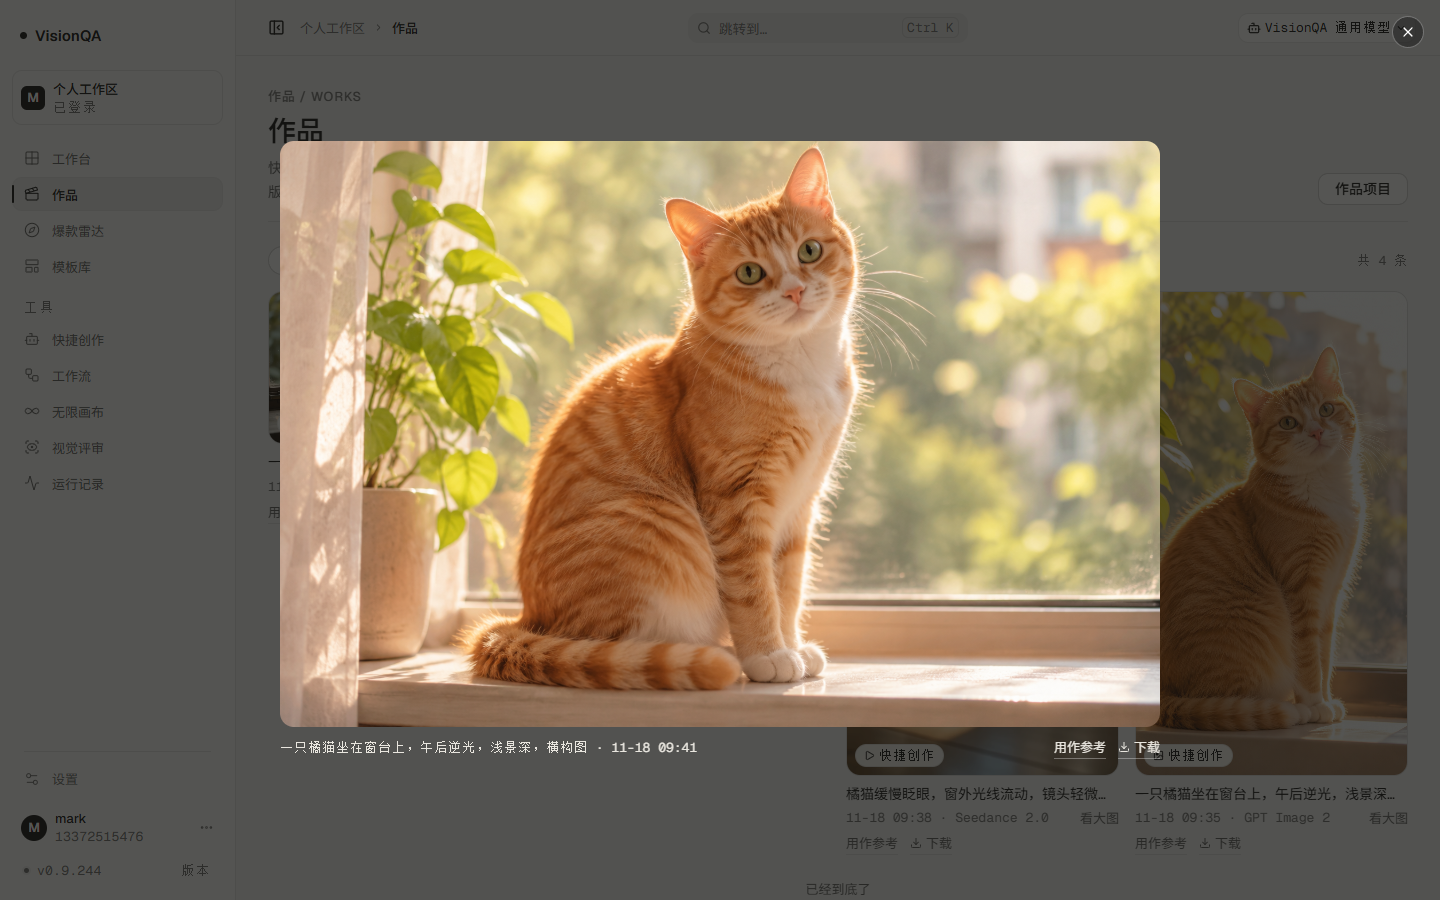 VisionQA
M
个人工作区
已登录
工作台
作品
爆款雷达
模板库
工具
快捷创作
工作流
无限画布
视觉评审
运行记录
设置
M
mark
13372515476
v0.9.244
版本
个人工作区 › 作品
跳转到…
Ctrl K
VisionQA 通用模型
作品 / WORKS
作品
快
版
作品项目
共 4 条
一
11
用
一只橘猫坐在窗台上，午后逆光，浅景深，横构图 · 11-18 09:41
用作参考
下载
快捷创作
橘猫缓慢眨眼，窗外光线流动，镜头轻微…
11-18 09:38 · Seedance 2.0
看大图
用作参考
下载
快捷创作
一只橘猫坐在窗台上，午后逆光，浅景深…
11-18 09:35 · GPT Image 2
看大图
用作参考
下载
已经到底了